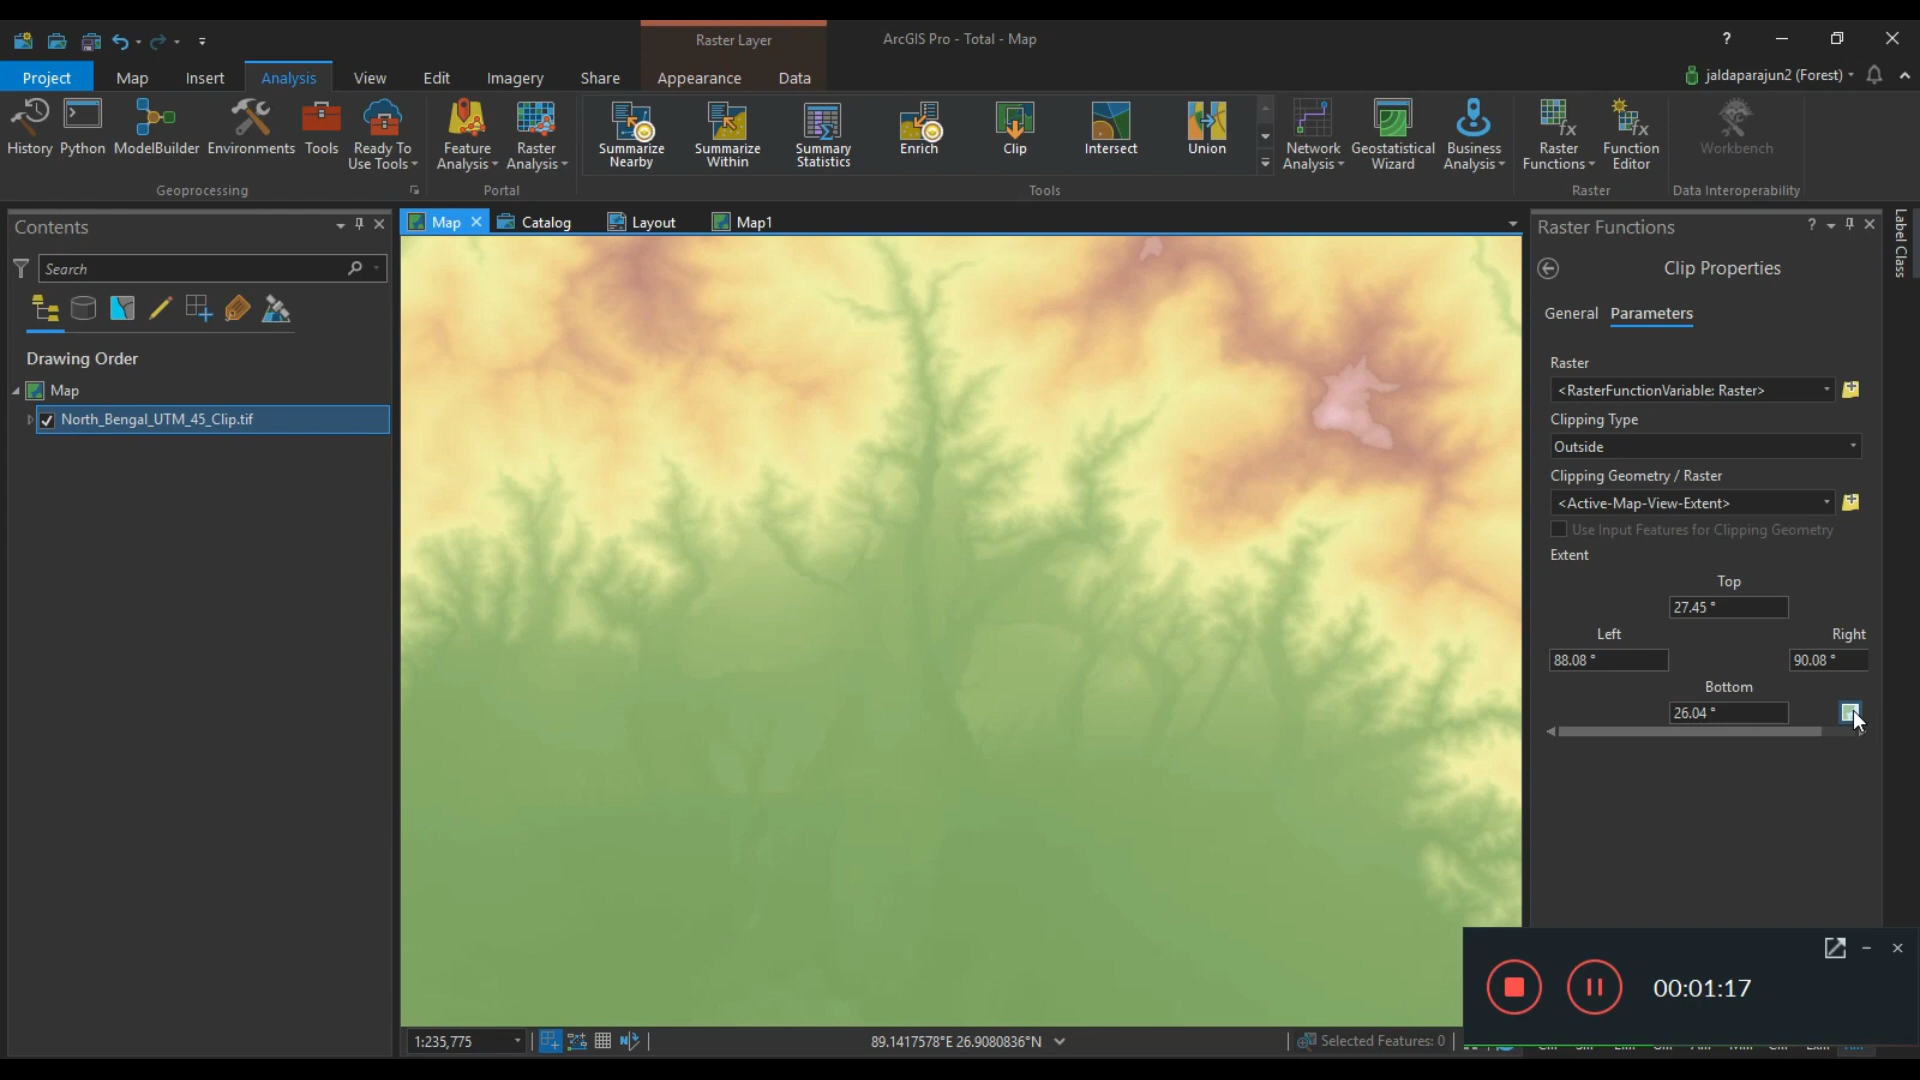 Raster Layer
ArcGIS Pro - Total - Map
?
Project
Map
Insert
Analysis
View
Edit
Imagery
Share
Appearance
Data
jaldaparajun2 (Forest)
History
Python
ModelBuilder
Environments
Tools
Ready To
Use Tools
Feature
Analysis
Raster
Analysis
Summarize
Nearby
Summarize
Within
Summary
Statistics
Enrich
Clip
Intersect
Union
Network
Analysis
Geostatistical
Wizard
Business
Analysis
Raster
Functions
Function
Editor
Workbench
Geoprocessing
Portal
Tools
Raster
Data Interoperability
Contents
Search
Drawing Order
Map
North_Bengal_UTM_45_Clip.tif
Map
Catalog
Layout
Map1
1:235,775
89.1417578°E 26.9080836°N
Selected Features: 0
Raster Functions
?
Label Class
Clip Properties
General
Parameters
Raster
<RasterFunctionVariable: Raster>
Clipping Type
Outside
Clipping Geometry / Raster
<Active-Map-View-Extent>
Use Input Features for Clipping Geometry
Extent
Top
27.45 °
Left
Right
88.08 °
90.08 °
Bottom
26.04 °
00:01:17